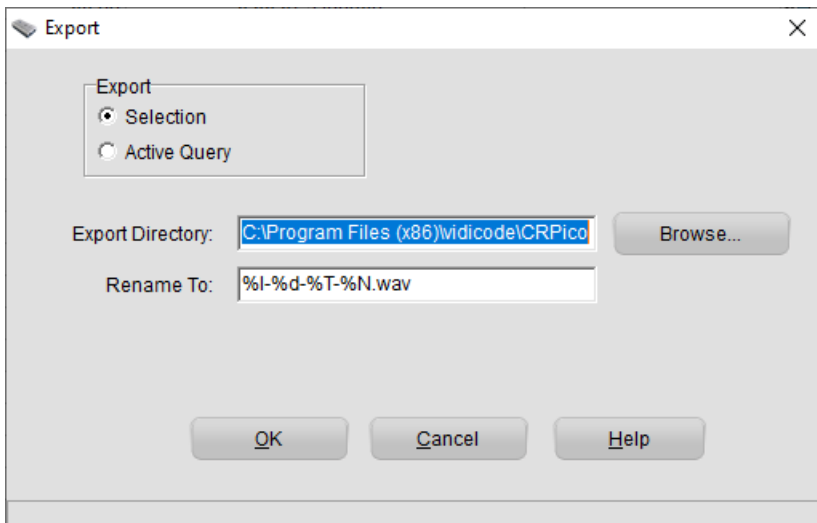 Export
Export
Selection
Active Query
Export Directory: C:\Program Files (x86)\vidicode\CRPico Browse...
Rename To: %I-%d-%T-%N.wav
OK Cancel Help